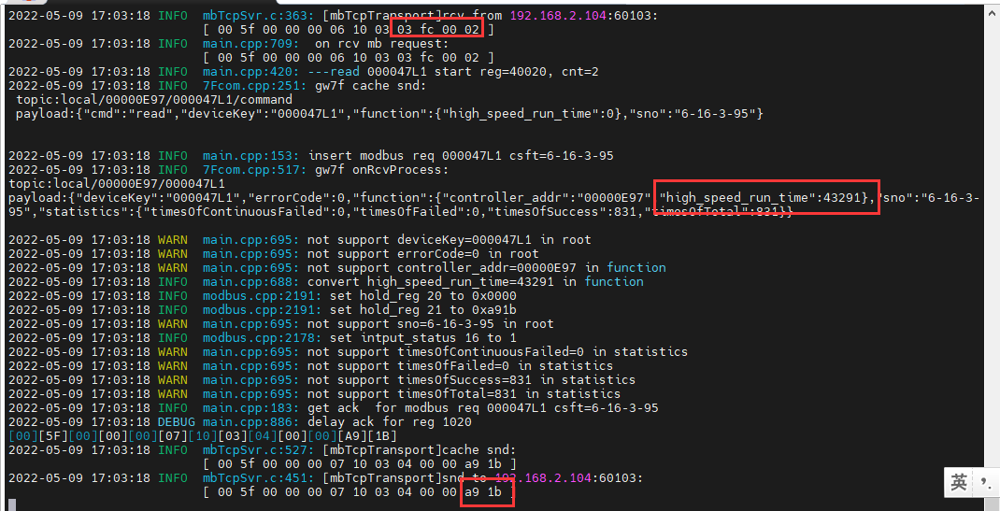 2022-05-09 17:03:18 INFO  mbTcpSvr.c:363: [mbTcpTransport]rcv from 192.168.2.104:60103:
[ 00 5f 00 00 00 06 10 03 03 fc 00 02 ]
2022-05-09 17:03:18 INFO  main.cpp:709:  on rcv mb request:
[ 00 5f 00 00 00 06 10 03 03 fc 00 02 ]
2022-05-09 17:03:18 INFO  main.cpp:420: ---read 000047L1 start reg=40020, cnt=2
2022-05-09 17:03:18 INFO  7Fcom.cpp:251: gw7f cache snd:
topic:local/00000E97/000047L1/command
payload:{"cmd":"read","deviceKey":"000047L1","function":{"high_speed_run_time":0},"sno":"6-16-3-95"}
2022-05-09 17:03:18 INFO  main.cpp:153: insert modbus req 000047L1 csft=6-16-3-95
2022-05-09 17:03:18 INFO  7Fcom.cpp:517: gw7f onRcvProcess:
topic:local/00000E97/000047L1
payload:{"deviceKey":"000047L1","errorCode":0,"function":{"controller_addr":"00000E97","high_speed_run_time":43291},"sno":"6-16-3-
95","statistics":{"timesOfContinuousFailed":0,"timesOfFailed":0,"timesOfSuccess":831,"timesOfTotal":831}}
2022-05-09 17:03:18 WARN  main.cpp:695: not support deviceKey=000047L1 in root
2022-05-09 17:03:18 WARN  main.cpp:695: not support errorCode=0 in root
2022-05-09 17:03:18 WARN  main.cpp:695: not support controller_addr=00000E97 in function
2022-05-09 17:03:18 INFO  main.cpp:688: convert high_speed_run_time=43291 in function
2022-05-09 17:03:18 INFO  modbus.cpp:2191: set hold_reg 20 to 0x0000
2022-05-09 17:03:18 INFO  modbus.cpp:2191: set hold_reg 21 to 0xa91b
2022-05-09 17:03:18 WARN  main.cpp:695: not support sno=6-16-3-95 in root
2022-05-09 17:03:18 INFO  modbus.cpp:2178: set intput_status 16 to 1
2022-05-09 17:03:18 WARN  main.cpp:695: not support timesOfContinuousFailed=0 in statistics
2022-05-09 17:03:18 WARN  main.cpp:695: not support timesOfFailed=0 in statistics
2022-05-09 17:03:18 WARN  main.cpp:695: not support timesOfSuccess=831 in statistics
2022-05-09 17:03:18 WARN  main.cpp:695: not support timesOfTotal=831 in statistics
2022-05-09 17:03:18 INFO  main.cpp:183: get ack  for modbus req 000047L1 csft=6-16-3-95
2022-05-09 17:03:18 DEBUG main.cpp:886: delay ack for reg 1020
[00][5F][00][00][00][07][10][03][04][00][00][A9][1B]
2022-05-09 17:03:18 INFO  mbTcpSvr.c:527: [mbTcpTransport]cache snd:
[ 00 5f 00 00 00 07 10 03 04 00 00 a9 1b ]
2022-05-09 17:03:18 INFO  mbTcpSvr.c:451: [mbTcpTransport]snd to 192.168.2.104:60103:
[ 00 5f 00 00 00 07 10 03 04 00 00 a9 1b ]
英